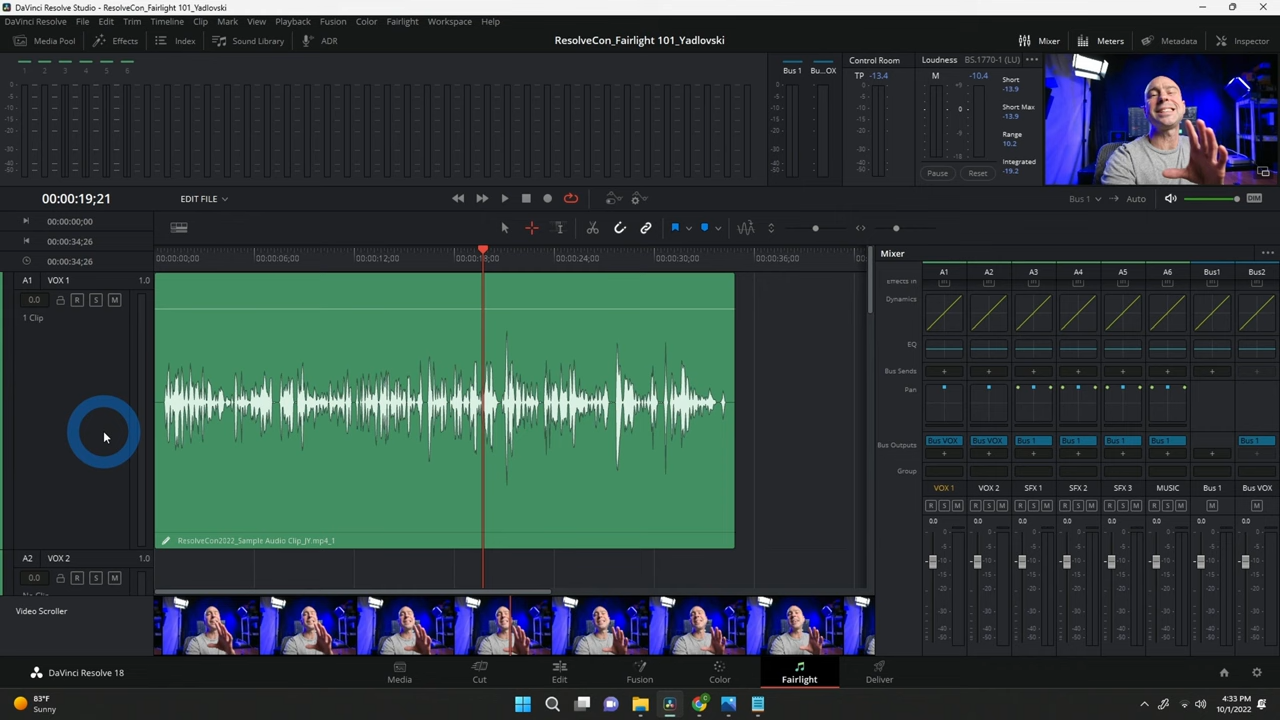 DaVinci Resolve Studio - ResolveCon_Fairlight 101_Yadlovski
DaVinci Resolve File Edit Trim Timeline Clip Mark View Playback Fusion Color Fairlight Workspace Help
Media Pool Effects Index Sound Library ADR ResolveCon_Fairlight 101_Yadlovski Mixer Meters Metadata Inspector
1 2 3 4 5 6 Bus 1 Bu...OX Control Room Loudness BS.1770-1 (LU)
TP -13.4 M -10.4 Short
-13.9
Short Max
-13.9
Range
10.2
Integrated
-19.2
Pause Reset
00:00:19;21 EDIT FILE Bus 1 Auto DIM
00:00:00;00
00:00:34;26
00:00:34;26
00:00:00;00 00:00:06;00 00:00:12;00 00:00:18;00 00:00:24;00 00:00:30;00 00:00:36;00
Mixer
A1 VOX 1 1.0
0.0 R S M
1 Clip
A1 A2 A3 A4 A5 A6 Bus1 Bus2
Effects In
Dynamics
EQ
Bus Sends
Pan
Bus Outputs Bus VOX Bus VOX Bus 1 Bus 1 Bus 1 Bus 1 Bus 1
Group
VOX 1 VOX 2 SFX 1 SFX 2 SFX 3 MUSIC Bus 1 Bus VOX
R S M R S M R S M R S M R S M R S M M M
0.0 0.0 0.0 0.0 0.0 0.0 0.0 0.0
ResolveCon2022_Sample Audio Clip_JY.mp4_1
A2 VOX 2 1.0
0.0 R S M
Video Scroller
DaVinci Resolve 18 Media Cut Edit Fusion Color Fairlight Deliver
83°F
Sunny
4:33 PM
10/1/2022